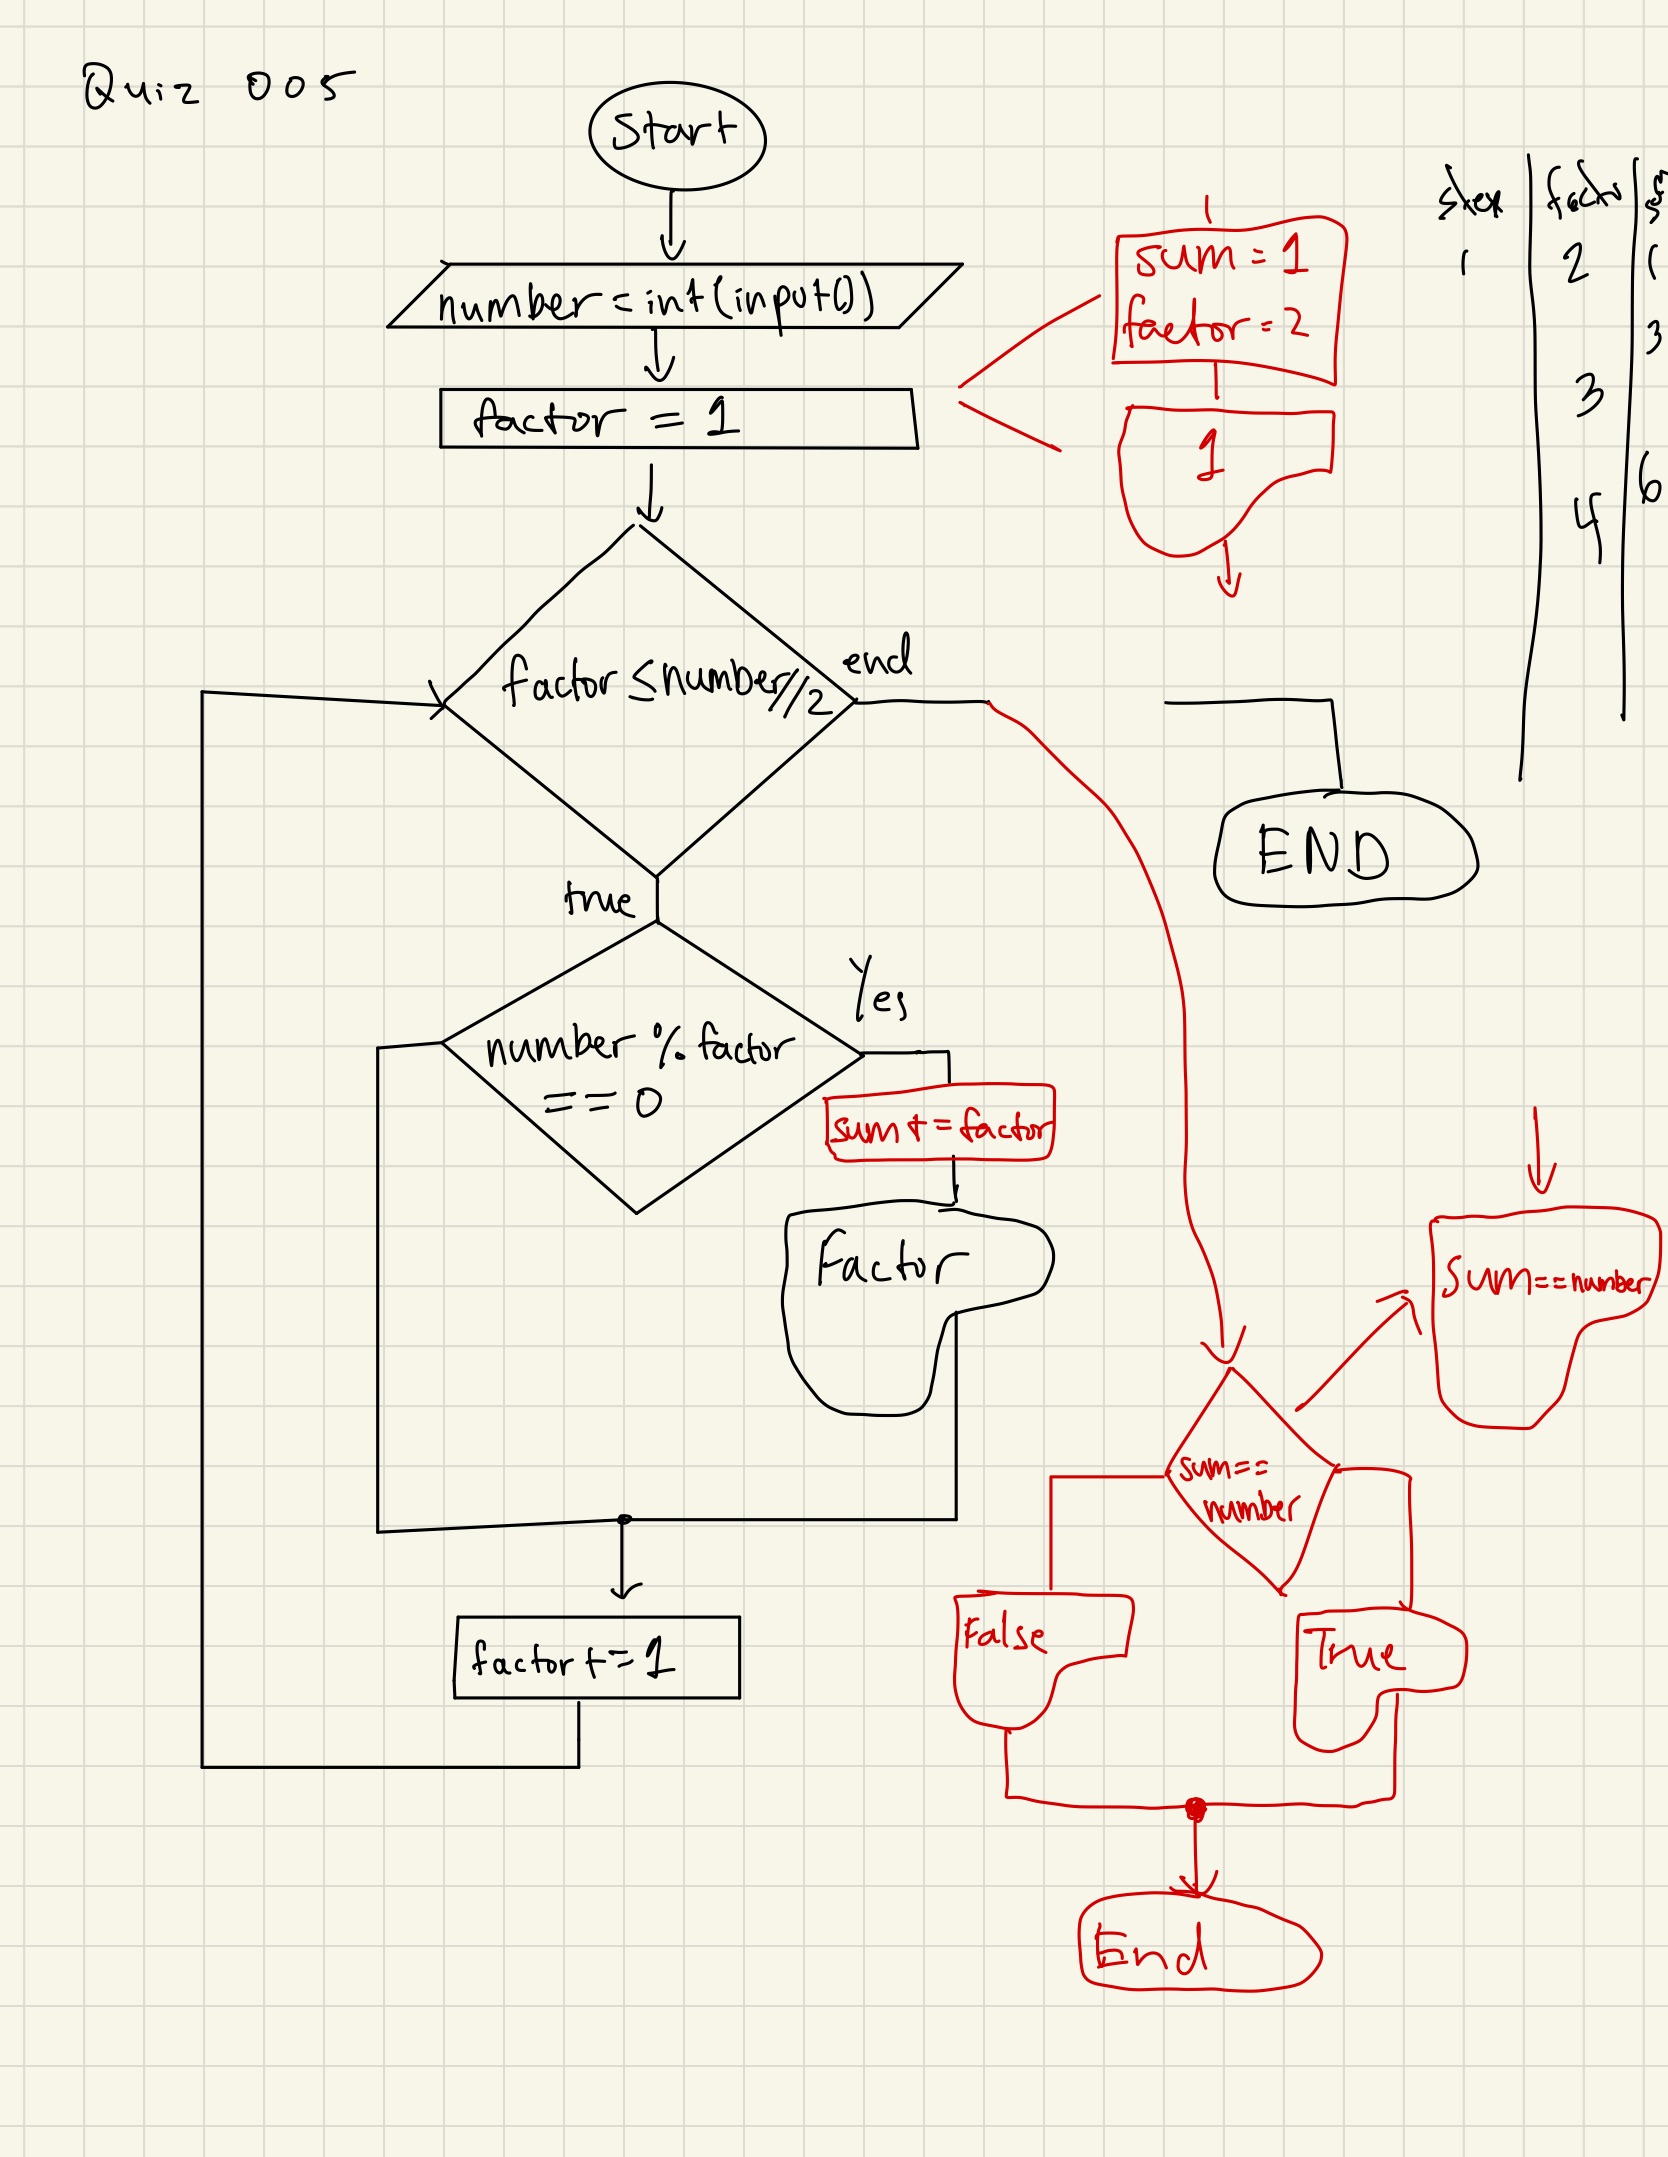 Quiz 005
Start
number = int(input())
factor = 1
sum = 1
factor = 2
1
factor ≤ number//2
end
END
true
number % factor
== 0
Yes
sum += factor
Factor
factor += 1
sum==
number
sum==number
False
True
End
factor
1 2 1
3
3
6
4